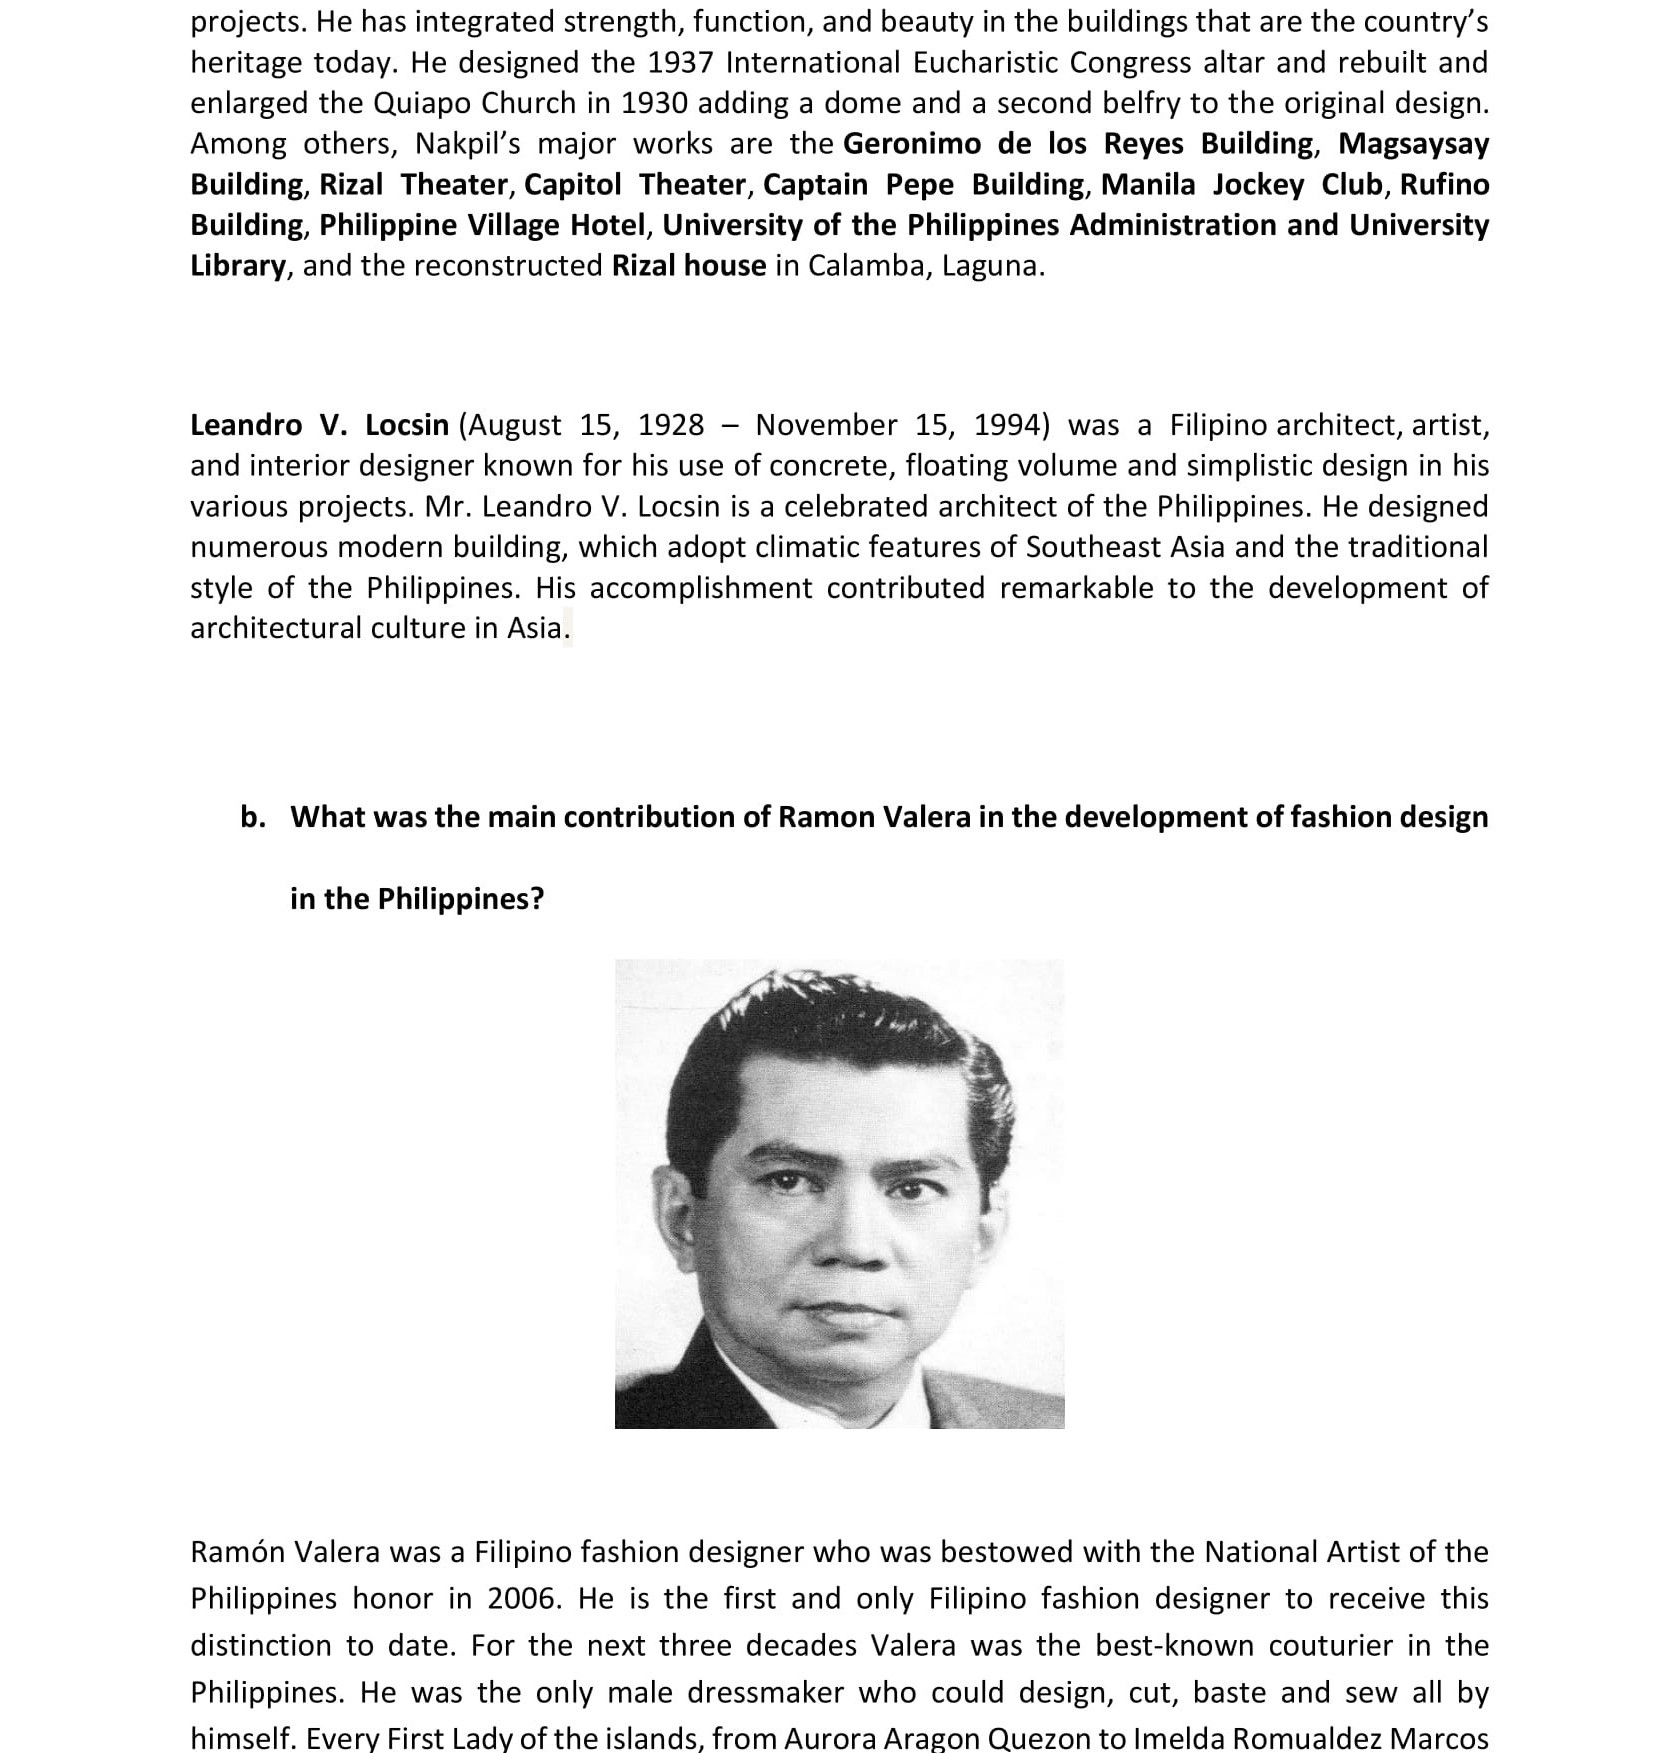 projects. He has integrated strength, function, and beauty in the buildings that are the country’s
heritage today. He designed the 1937 International Eucharistic Congress altar and rebuilt and
enlarged the Quiapo Church in 1930 adding a dome and a second belfry to the original design.
Among others, Nakpil’s major works are the Geronimo de los Reyes Building, Magsaysay
Building, Rizal Theater, Capitol Theater, Captain Pepe Building, Manila Jockey Club, Rufino
Building, Philippine Village Hotel, University of the Philippines Administration and University
Library, and the reconstructed Rizal house in Calamba, Laguna.
Leandro V. Locsin (August 15, 1928 – November 15, 1994) was a Filipino architect, artist,
and interior designer known for his use of concrete, floating volume and simplistic design in his
various projects. Mr. Leandro V. Locsin is a celebrated architect of the Philippines. He designed
numerous modern building, which adopt climatic features of Southeast Asia and the traditional
style of the Philippines. His accomplishment contributed remarkable to the development of
architectural culture in Asia.
b. What was the main contribution of Ramon Valera in the development of fashion design
in the Philippines?
Ramón Valera was a Filipino fashion designer who was bestowed with the National Artist of the
Philippines honor in 2006. He is the first and only Filipino fashion designer to receive this
distinction to date. For the next three decades Valera was the best-known couturier in the
Philippines. He was the only male dressmaker who could design, cut, baste and sew all by
himself. Every First Lady of the islands, from Aurora Aragon Quezon to Imelda Romualdez Marcos